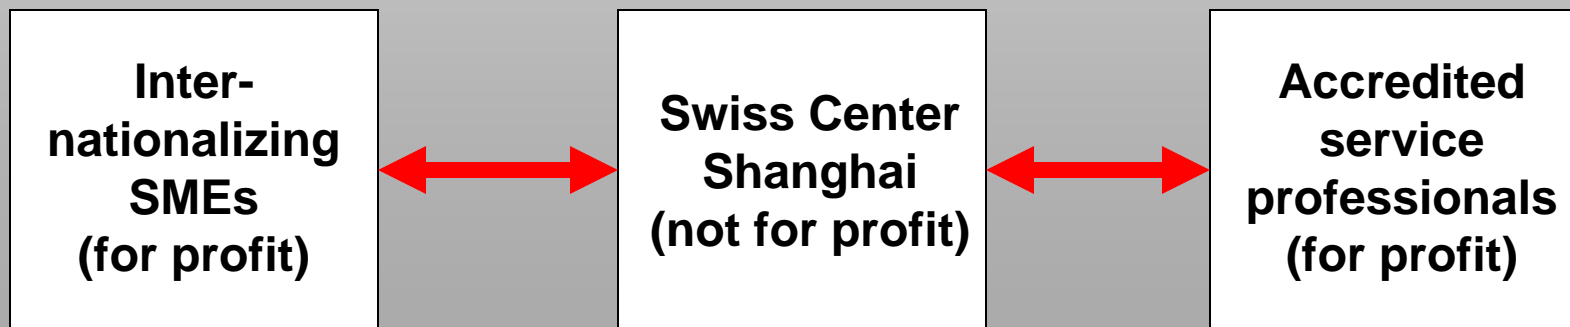 Inter-
nationalizing
SMEs
(for profit)
Swiss Center
Shanghai
(not for profit)
Accredited
service
professionals
(for profit)